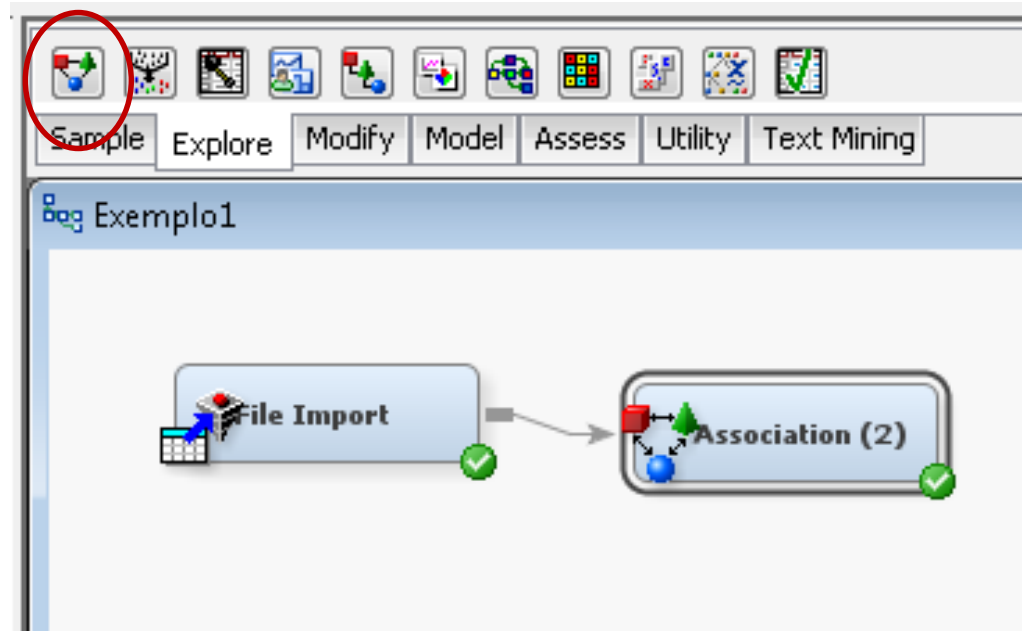 Sample Explore Modify Model Assess Utility Text Mining
Exemplo1
File Import
Association (2)